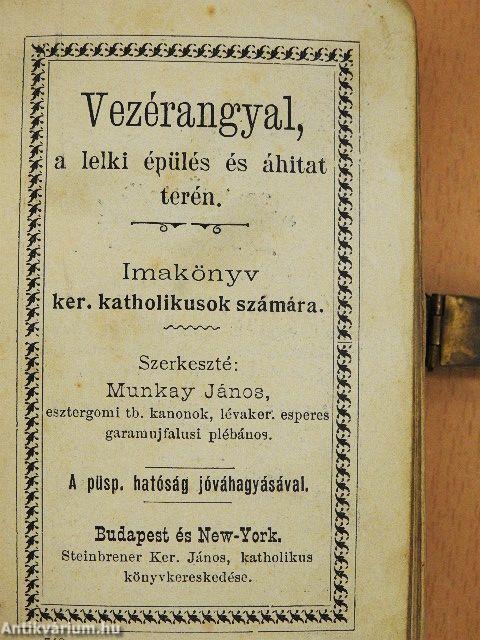 Vezérangyal,
a lelki épülés és áhitat
terén.
Imakönyv
ker. katholikusok számára.
Szerkeszté:
Munkay János,
esztergomi tb. kanonok, lévaker. esperes
garamujfalusi plébános.
A püsp. hatóság jóváhagyásával.
Budapest és New-York.
Steinbrener Ker. János, katholikus
könyvkereskedése.
Antikvarium.hu